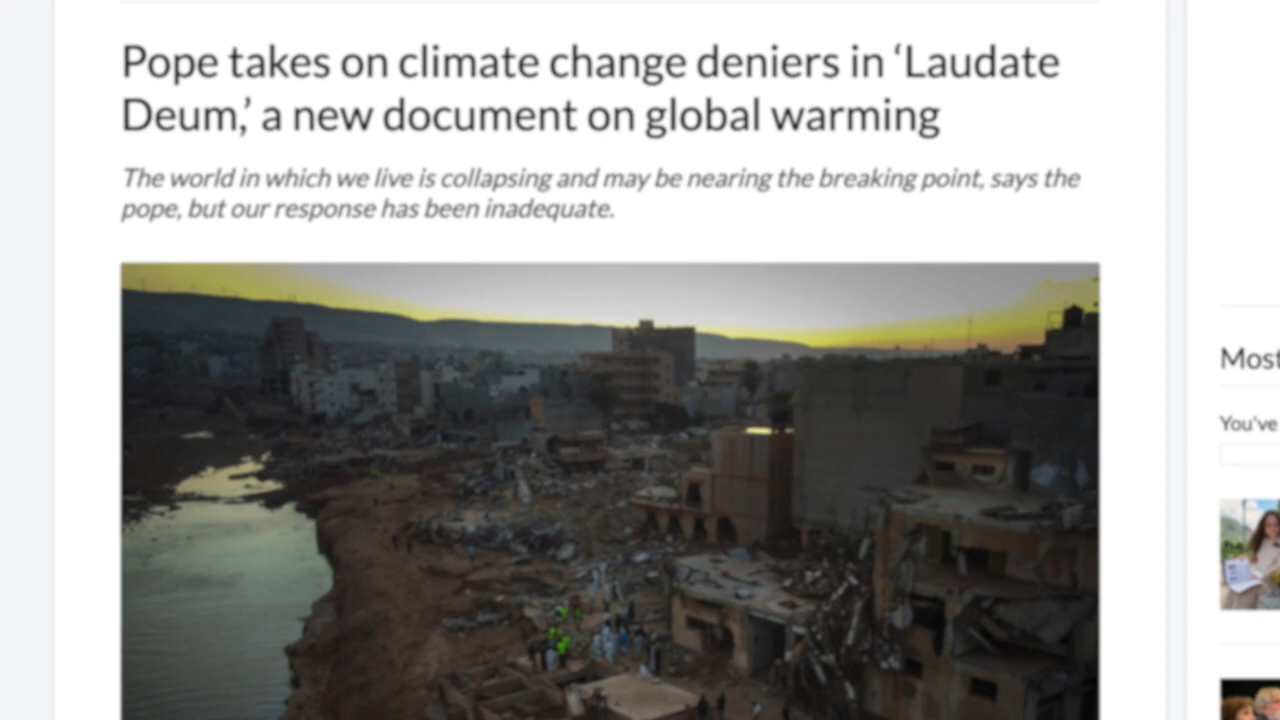 Pope takes on climate change deniers in ‘Laudate
Deum,’ a new document on global warming
The world in which we live is collapsing and may be nearing the breaking point, says the
pope, but our response has been inadequate.
Most
You've